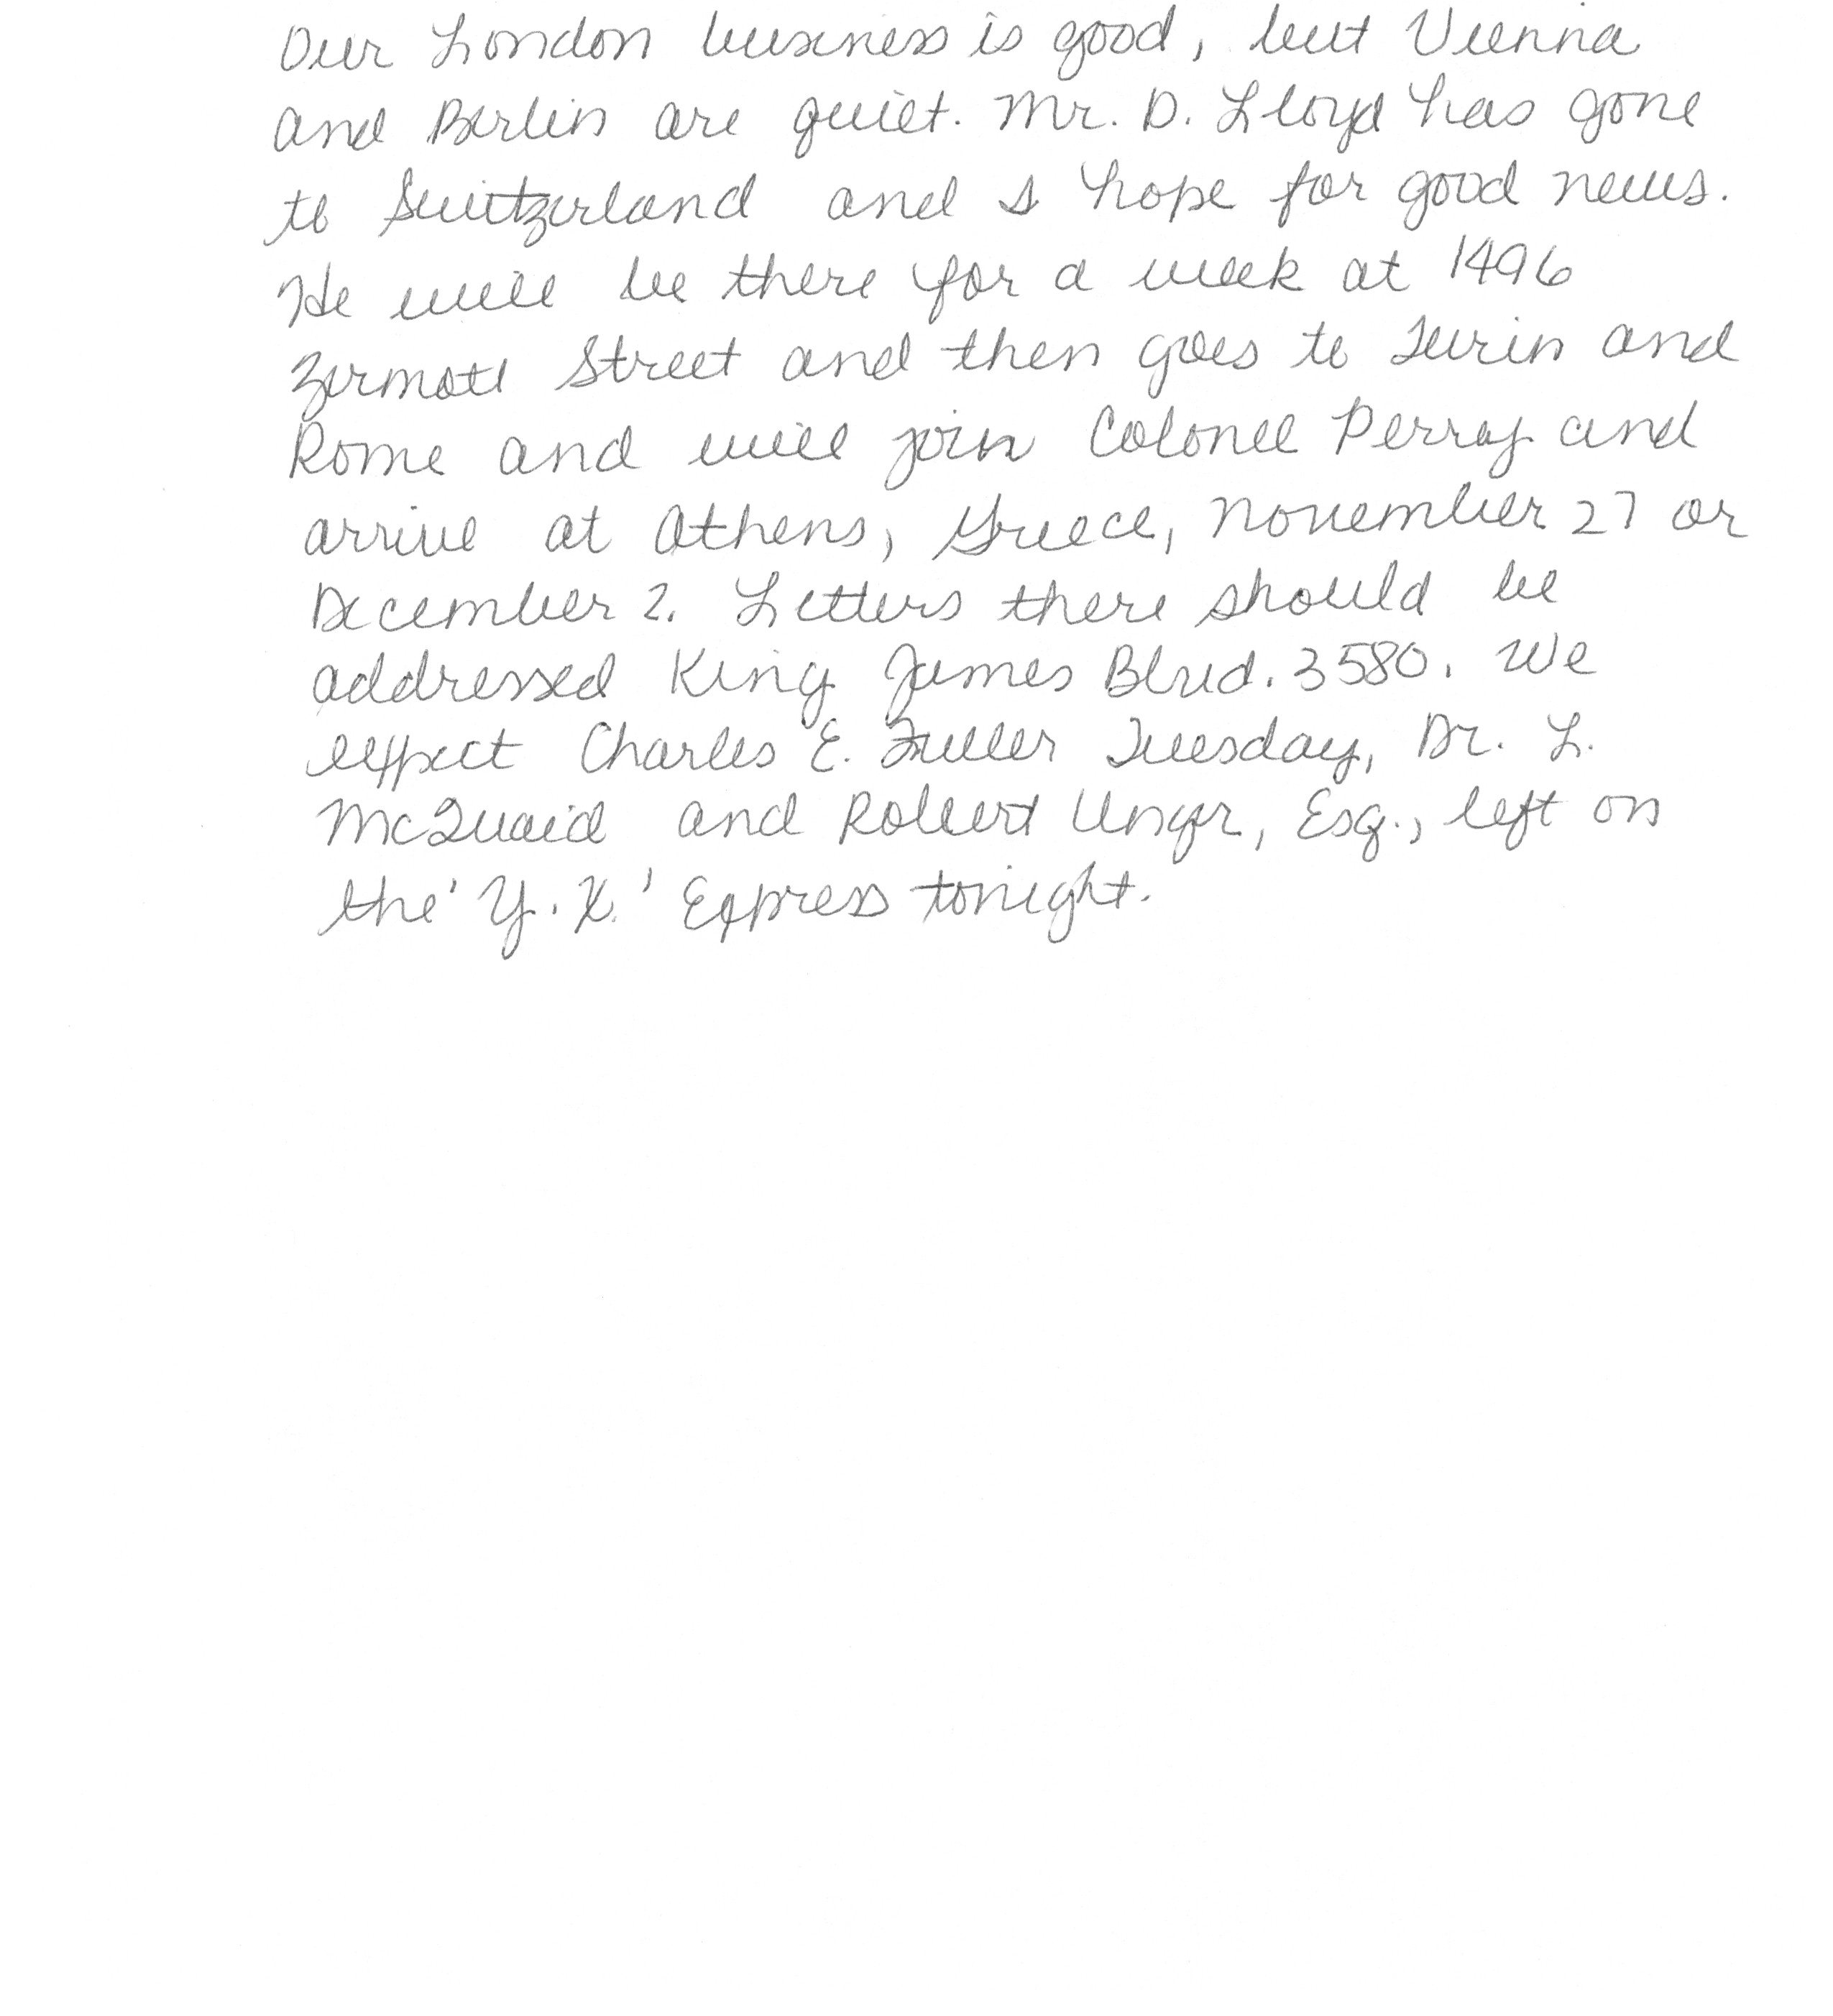 Our London business is good, but Vienna
and Berlin are quiet. Mr. D. Lloyd has gone
to Switzerland and I hope for good news.
He will be there for a week at 1496
Zermott Street and then goes to Turin and
Rome and will join Colonel Perry and
arrive at Athens, Greece, November 27 or
December 2. Letters there should be
addressed King James Blvd. 3580. We
expect Charles E. Fuller Tuesday, Dr. L.
McQuaid and Robert Unger, Esq., left on
the 'Y. X.' Express tonight.